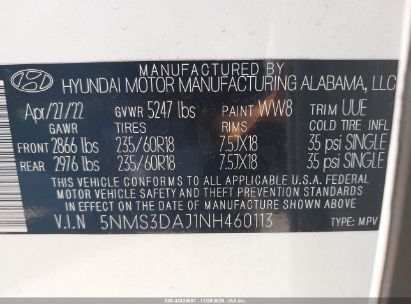 MANUFACTURED BY
HYUNDAI MOTOR MANUFACTURING ALABAMA, LLC
Apr/27/22 GVWR 5247 lbs PAINT WW8 TRIM UUE
GAWR TIRES RIMS COLD TIRE INFL
FRONT 2866 lbs 235/60R18 7.5JX18 35 psi SINGLE
REAR 2976 lbs 235/60R18 7.5JX18 35 psi SINGLE
THIS VEHICLE CONFORMS TO ALL APPLICABLE U.S.A. FEDERAL
MOTOR VEHICLE SAFETY AND THEFT PREVENTION STANDARDS
IN EFFECT ON THE DATE OF MANUFACTURE SHOWN ABOVE.
V.I.N 5NMS3DAJ1NH460113 TYPE: MPV